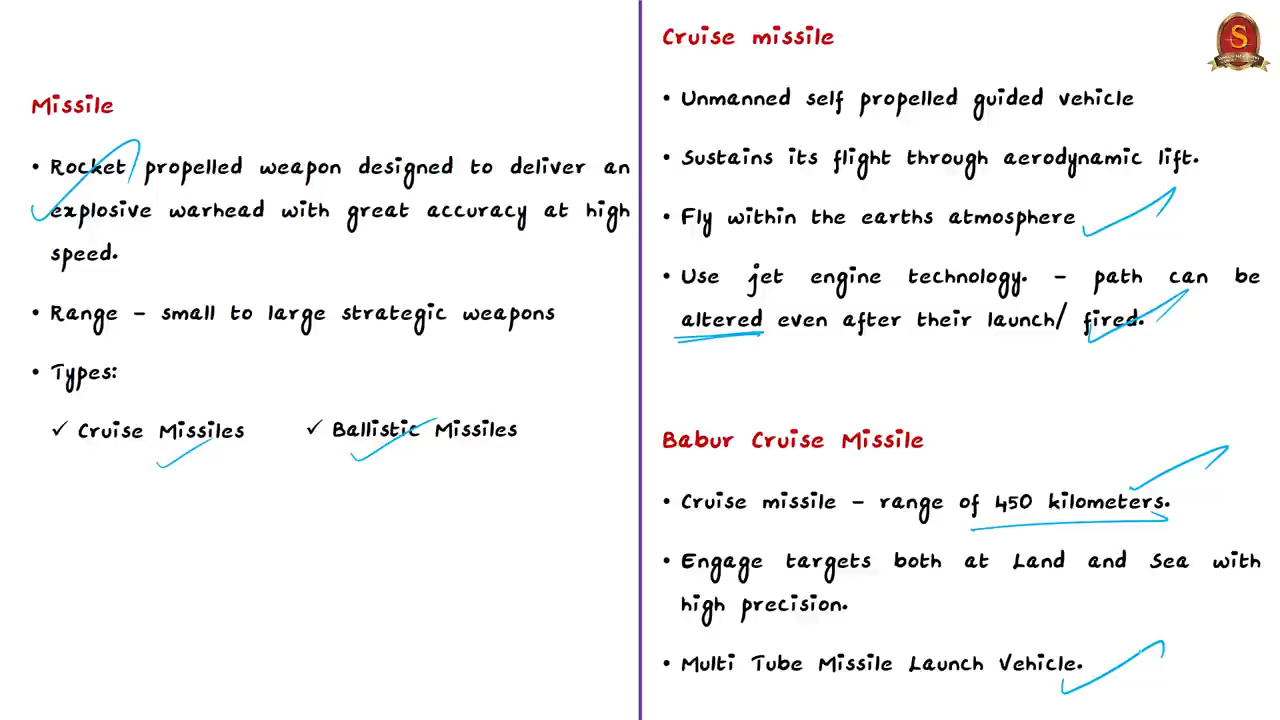 Missile
• Rocket propelled weapon designed to deliver an
explosive warhead with great accuracy at high
speed.
• Range – small to large strategic weapons
• Types:
✓ Cruise Missiles ✓ Ballistic Missiles
Cruise missile
• Unmanned self propelled guided vehicle
• Sustains its flight through aerodynamic lift.
• Fly within the earths atmosphere
• Use jet engine technology. – path can be
altered even after their launch/ fired.
Babur Cruise Missile
• Cruise missile – range of 450 kilometers.
• Engage targets both at Land and Sea with
high precision.
• Multi Tube Missile Launch Vehicle.
S